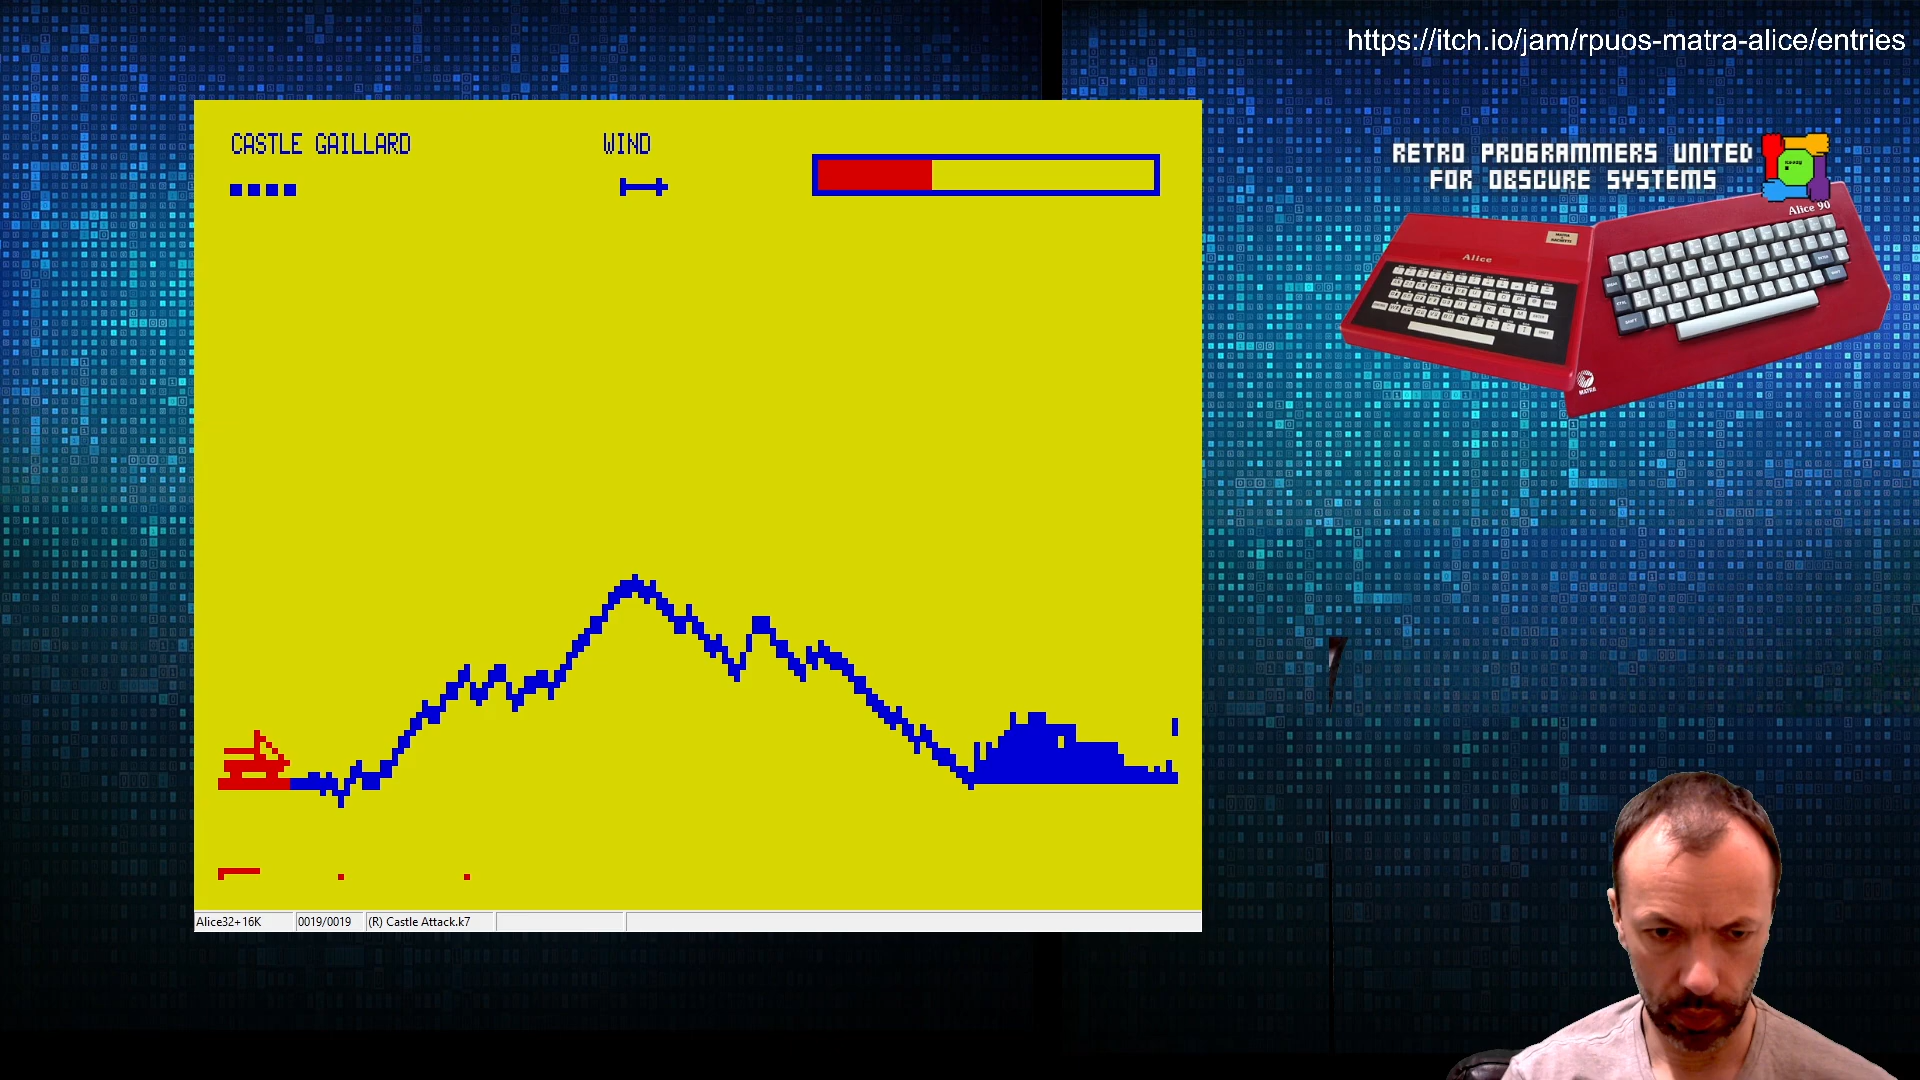 https://itch.io/jam/rpuos-matra-alice/entries
CASTLE GAILLARD
WIND
RETRO PROGRAMMERS UNITED
FOR OBSCURE SYSTEMS
Alice 90
Alice
MATRA
Alice32+16K
0019/0019
(R) Castle Attack.k7